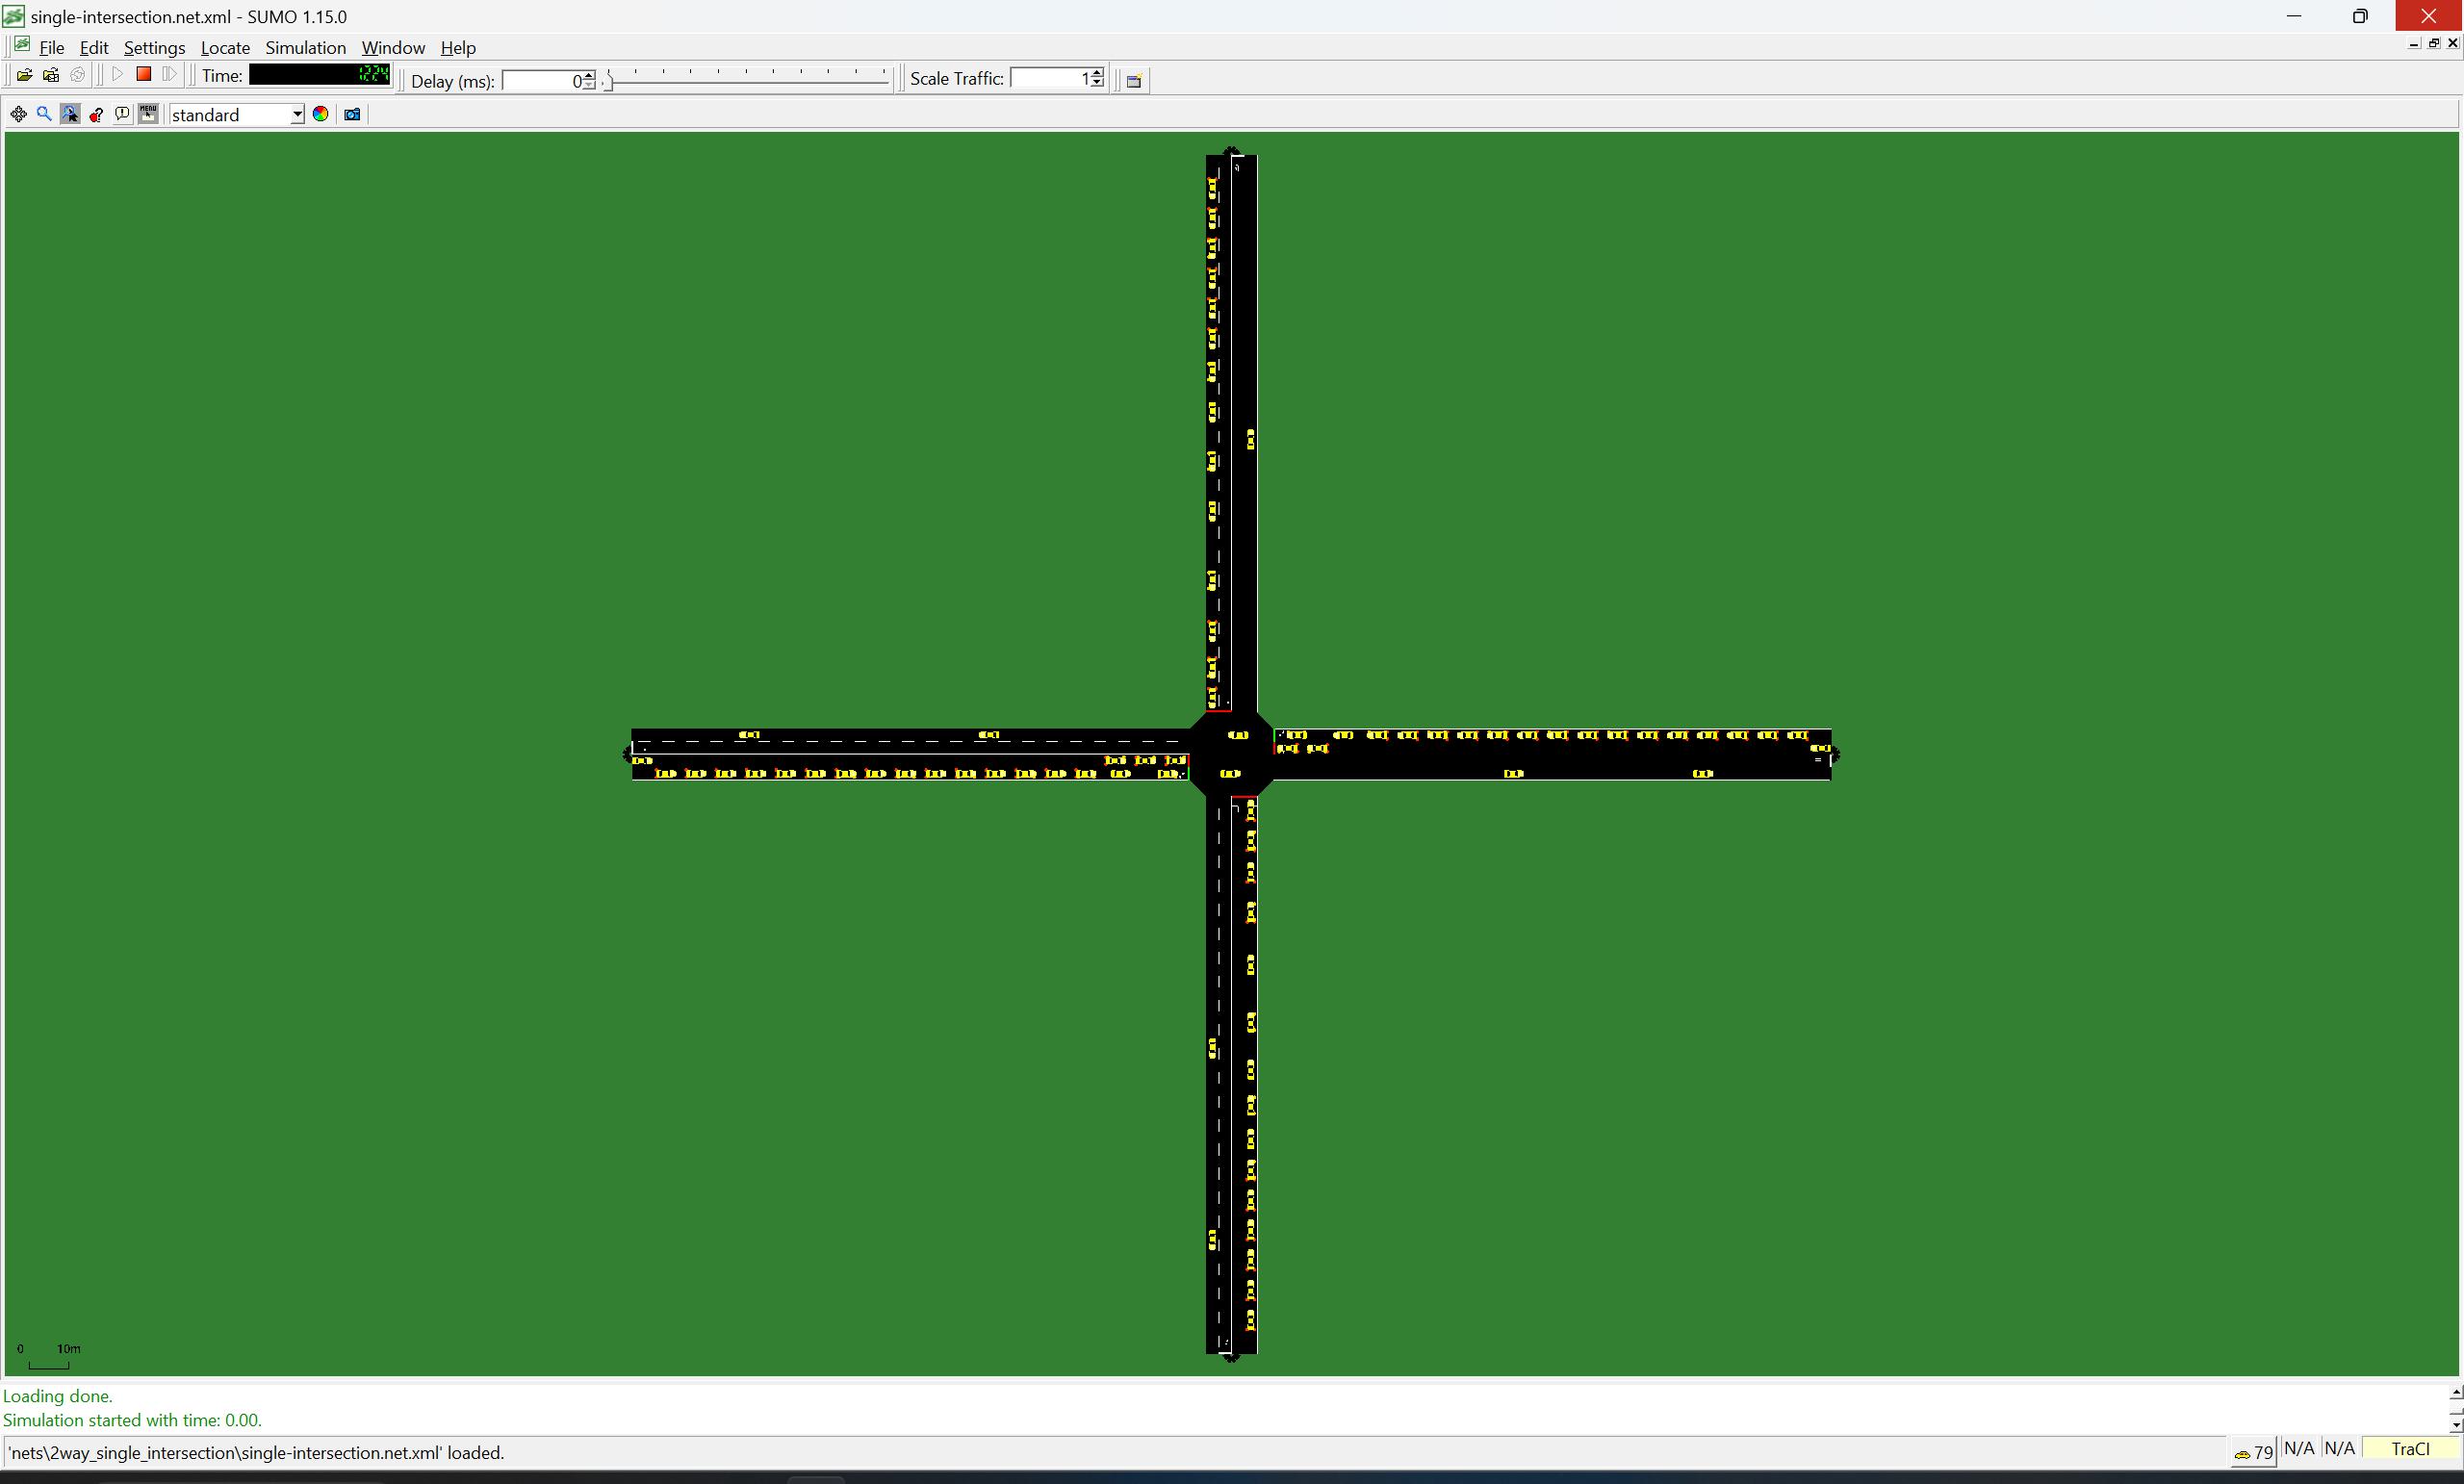 single-intersection.net.xml - SUMO 1.15.0
File Edit Settings Locate Simulation Window Help
Time: 1224 Delay (ms): 0 Scale Traffic: 1
MENU standard
0 10m
Loading done.
Simulation started with time: 0.00.
'nets\2way_single_intersection\single-intersection.net.xml' loaded. 79 N/A N/A TraCI